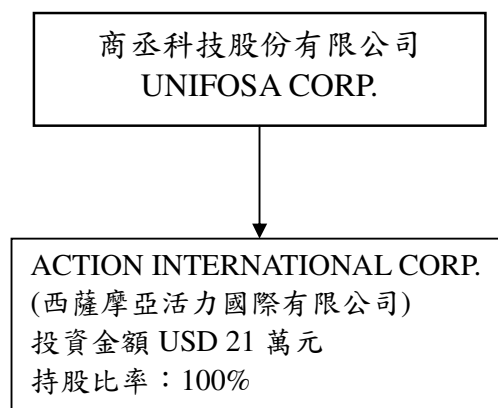 商丞科技股份有限公司
UNIFOSA CORP.
ACTION INTERNATIONAL CORP.
(西薩摩亞活力國際有限公司)
投資金額 USD 21 萬元
持股比率：100%